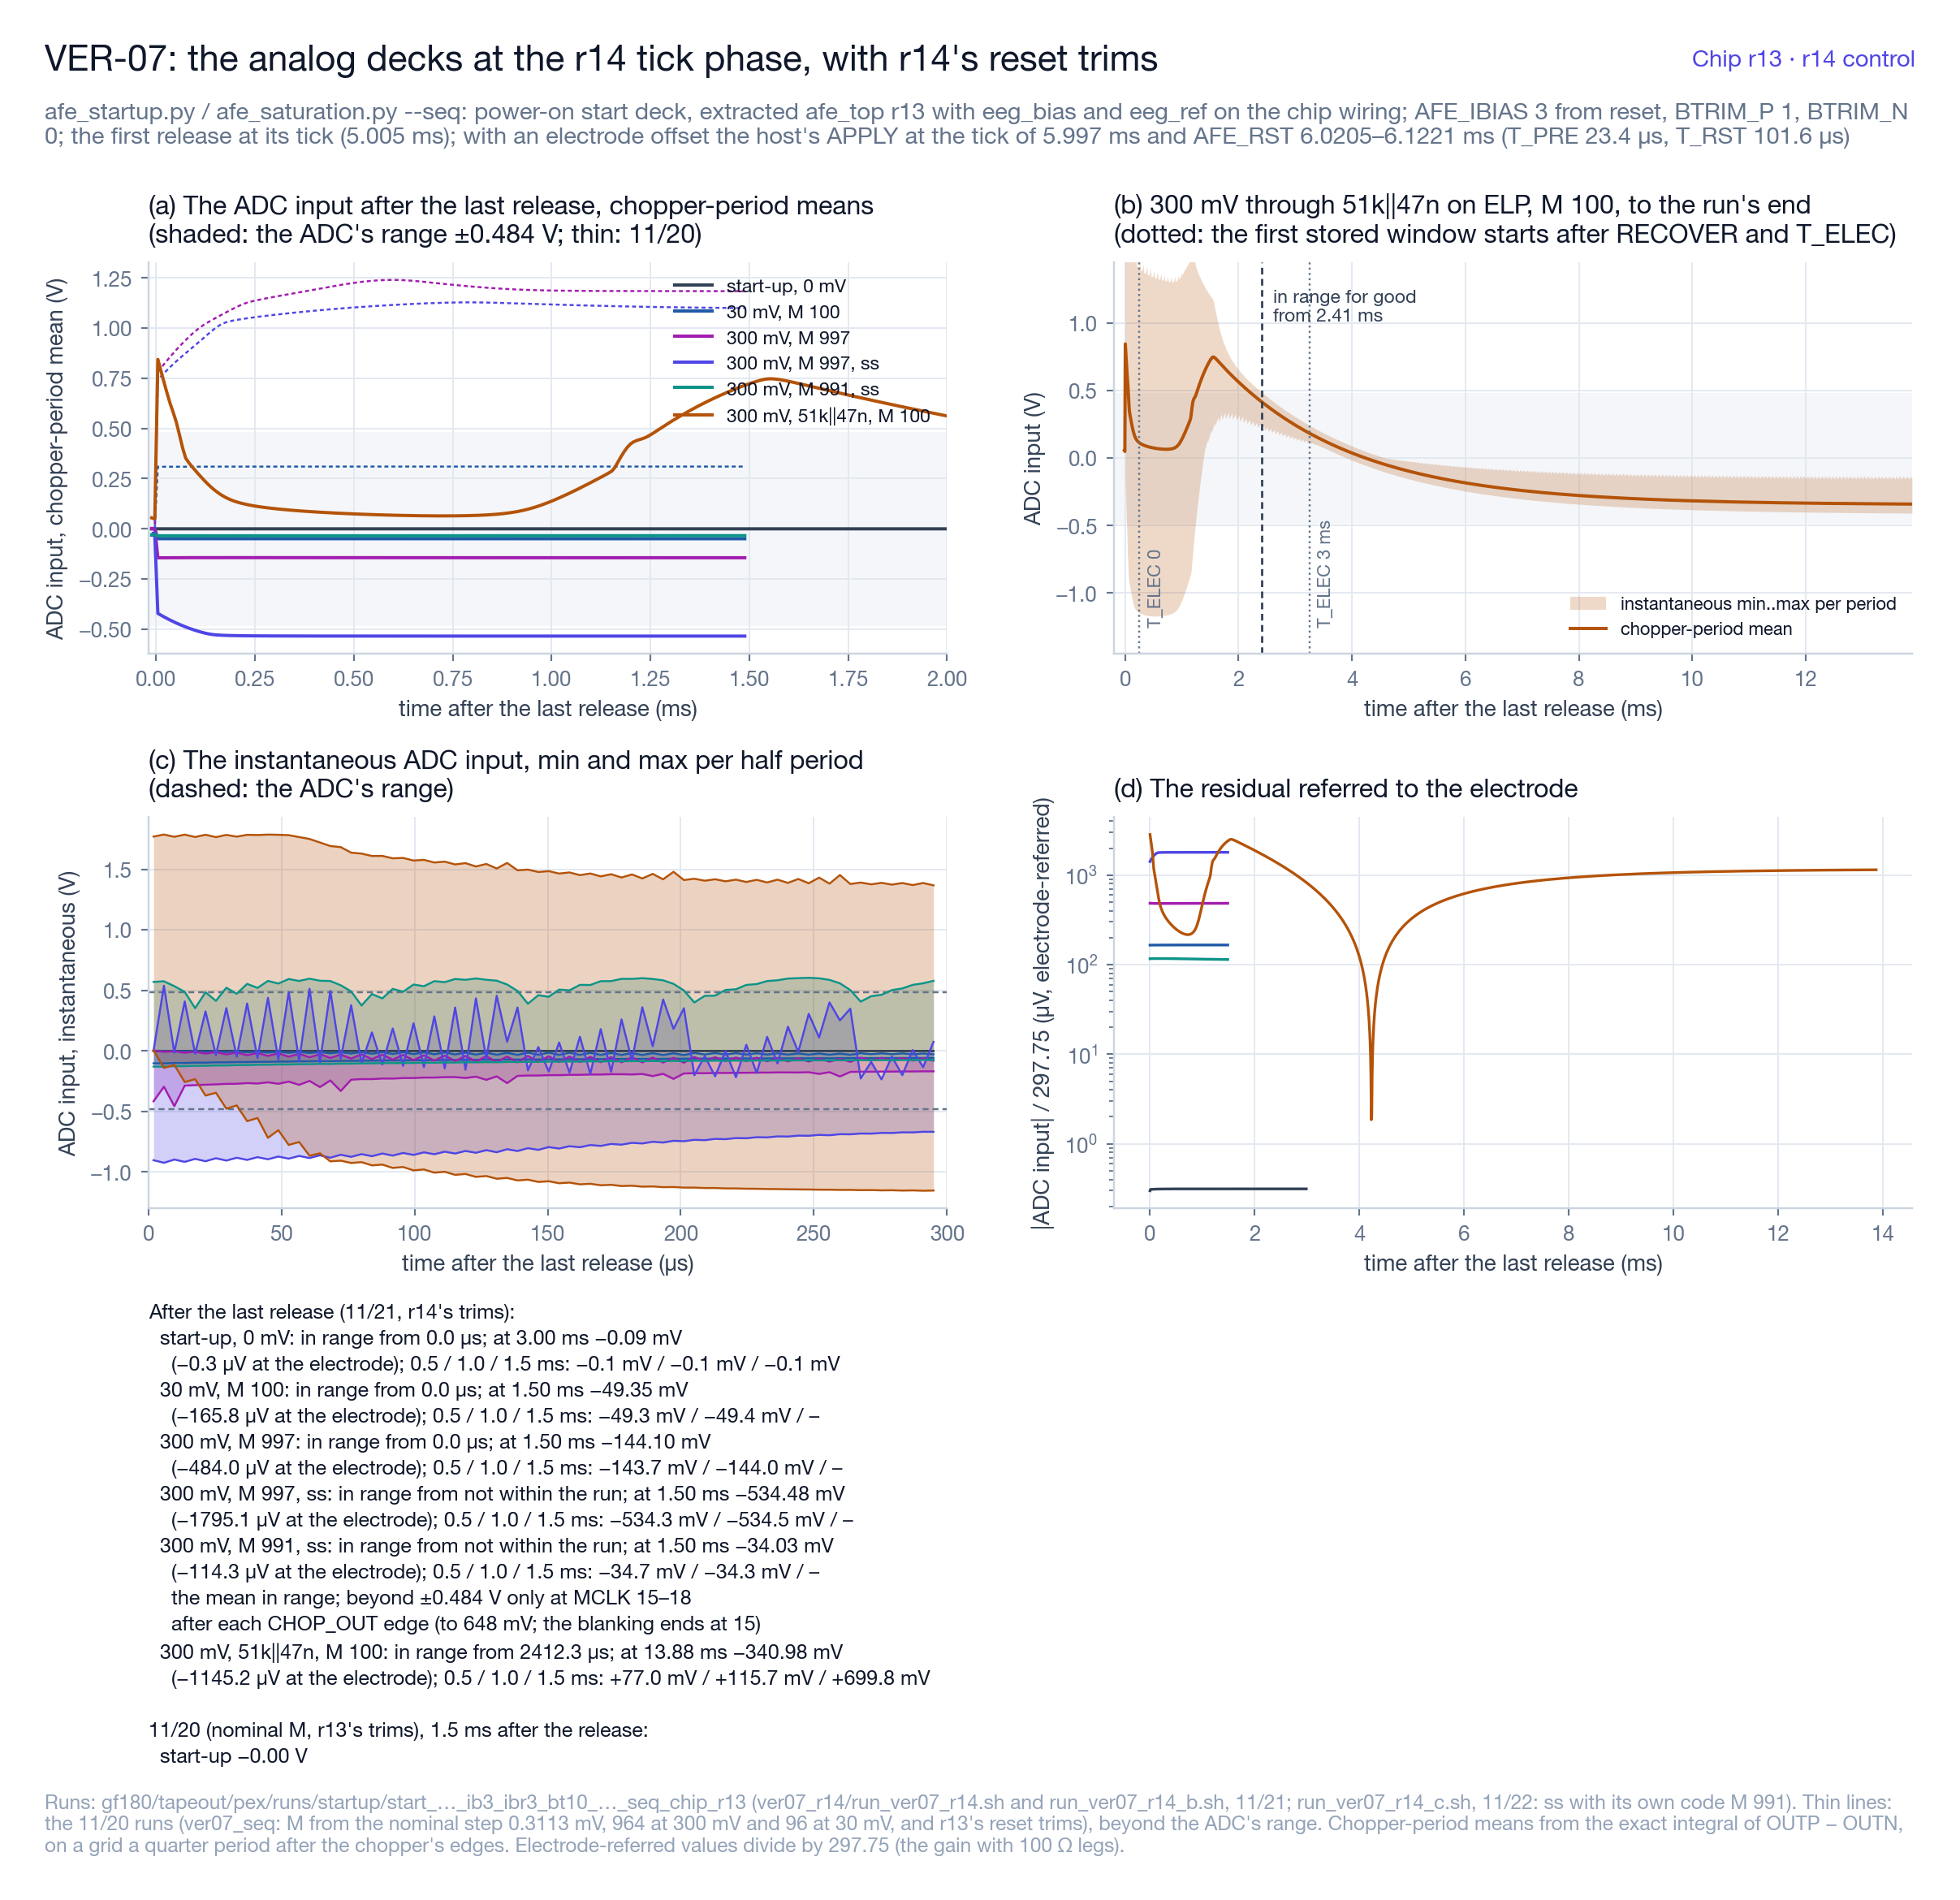 VER-07: the analog decks at the r14 tick phase, with r14's reset trims
Chip r13 · r14 control
afe_startup.py / afe_saturation.py --seq: power-on start deck, extracted afe_top r13 with eeg_bias and eeg_ref on the chip wiring; AFE_IBIAS 3 from reset, BTRIM_P 1, BTRIM_N
0; the first release at its tick (5.005 ms); with an electrode offset the host's APPLY at the tick of 5.997 ms and AFE_RST 6.0205–6.1221 ms (T_PRE 23.4 µs, T_RST 101.6 µs)
(a) The ADC input after the last release, chopper-period means
(shaded: the ADC's range ±0.484 V; thin: 11/20)
ADC input, chopper-period mean (V)
1.25
1.00
0.75
0.50
0.25
0.00
−0.25
−0.50
start-up, 0 mV
30 mV, M 100
300 mV, M 997
300 mV, M 997, ss
300 mV, M 991, ss
300 mV, 51k||47n, M 100
0.00 0.25 0.50 0.75 1.00 1.25 1.50 1.75 2.00
time after the last release (ms)
(b) 300 mV through 51k||47n on ELP, M 100, to the run's end
(dotted: the first stored window starts after RECOVER and T_ELEC)
ADC input (V)
1.0
0.5
0.0
−0.5
−1.0
in range for good
from 2.41 ms
T_ELEC 0
T_ELEC 3 ms
instantaneous min..max per period
chopper-period mean
0 2 4 6 8 10 12
time after the last release (ms)
(c) The instantaneous ADC input, min and max per half period
(dashed: the ADC's range)
ADC input, instantaneous (V)
1.5
1.0
0.5
0.0
−0.5
−1.0
0 50 100 150 200 250 300
time after the last release (µs)
(d) The residual referred to the electrode
|ADC input| / 297.75 (µV, electrode-referred)
10³
10²
10¹
10⁰
0 2 4 6 8 10 12 14
time after the last release (ms)
After the last release (11/21, r14's trims):
start-up, 0 mV: in range from 0.0 µs; at 3.00 ms −0.09 mV
(−0.3 µV at the electrode); 0.5 / 1.0 / 1.5 ms: −0.1 mV / −0.1 mV / −0.1 mV
30 mV, M 100: in range from 0.0 µs; at 1.50 ms −49.35 mV
(−165.8 µV at the electrode); 0.5 / 1.0 / 1.5 ms: −49.3 mV / −49.4 mV / –
300 mV, M 997: in range from 0.0 µs; at 1.50 ms −144.10 mV
(−484.0 µV at the electrode); 0.5 / 1.0 / 1.5 ms: −143.7 mV / −144.0 mV / –
300 mV, M 997, ss: in range from not within the run; at 1.50 ms −534.48 mV
(−1795.1 µV at the electrode); 0.5 / 1.0 / 1.5 ms: −534.3 mV / −534.5 mV / –
300 mV, M 991, ss: in range from not within the run; at 1.50 ms −34.03 mV
(−114.3 µV at the electrode); 0.5 / 1.0 / 1.5 ms: −34.7 mV / −34.3 mV / –
the mean in range; beyond ±0.484 V only at MCLK 15–18
after each CHOP_OUT edge (to 648 mV; the blanking ends at 15)
300 mV, 51k||47n, M 100: in range from 2412.3 µs; at 13.88 ms −340.98 mV
(−1145.2 µV at the electrode); 0.5 / 1.0 / 1.5 ms: +77.0 mV / +115.7 mV / +699.8 mV
11/20 (nominal M, r13's trims), 1.5 ms after the release:
start-up −0.00 V
Runs: gf180/tapeout/pex/runs/startup/start_…_ib3_ibr3_bt10_…_seq_chip_r13 (ver07_r14/run_ver07_r14.sh and run_ver07_r14_b.sh, 11/21; run_ver07_r14_c.sh, 11/22: ss with its own code M 991). Thin lines:
the 11/20 runs (ver07_seq: M from the nominal step 0.3113 mV, 964 at 300 mV and 96 at 30 mV, and r13's reset trims), beyond the ADC's range. Chopper-period means from the exact integral of OUTP − OUTN,
on a grid a quarter period after the chopper's edges. Electrode-referred values divide by 297.75 (the gain with 100 Ω legs).